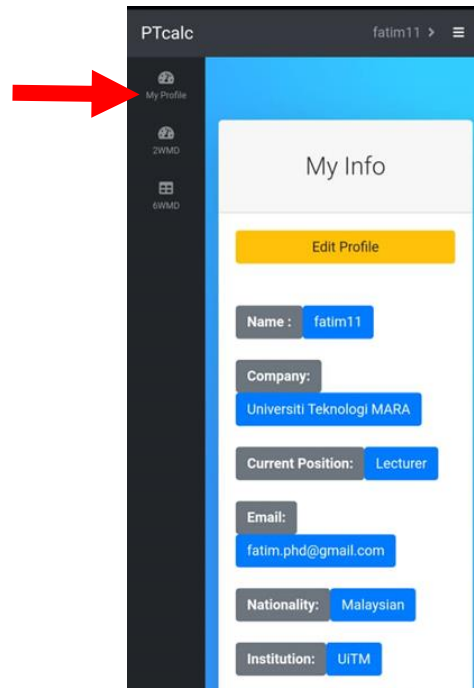 PTcalc fatim11 >
My Profile
2WMD
6WMD
My Info
Edit Profile
Name : fatim11
Company:
Universiti Teknologi MARA
Current Position: Lecturer
Email:
fatim.phd@gmail.com
Nationality: Malaysian
Institution: UiTM